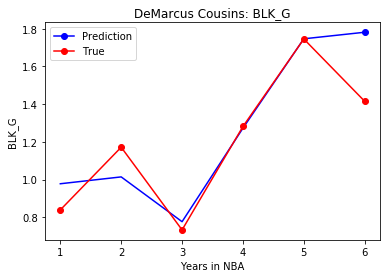 DeMarcus Cousins: BLK_G
Prediction
True
1.8
1.6
1.4
1.2
1.0
0.8
BLK_G
1 2 3 4 5 6
Years in NBA